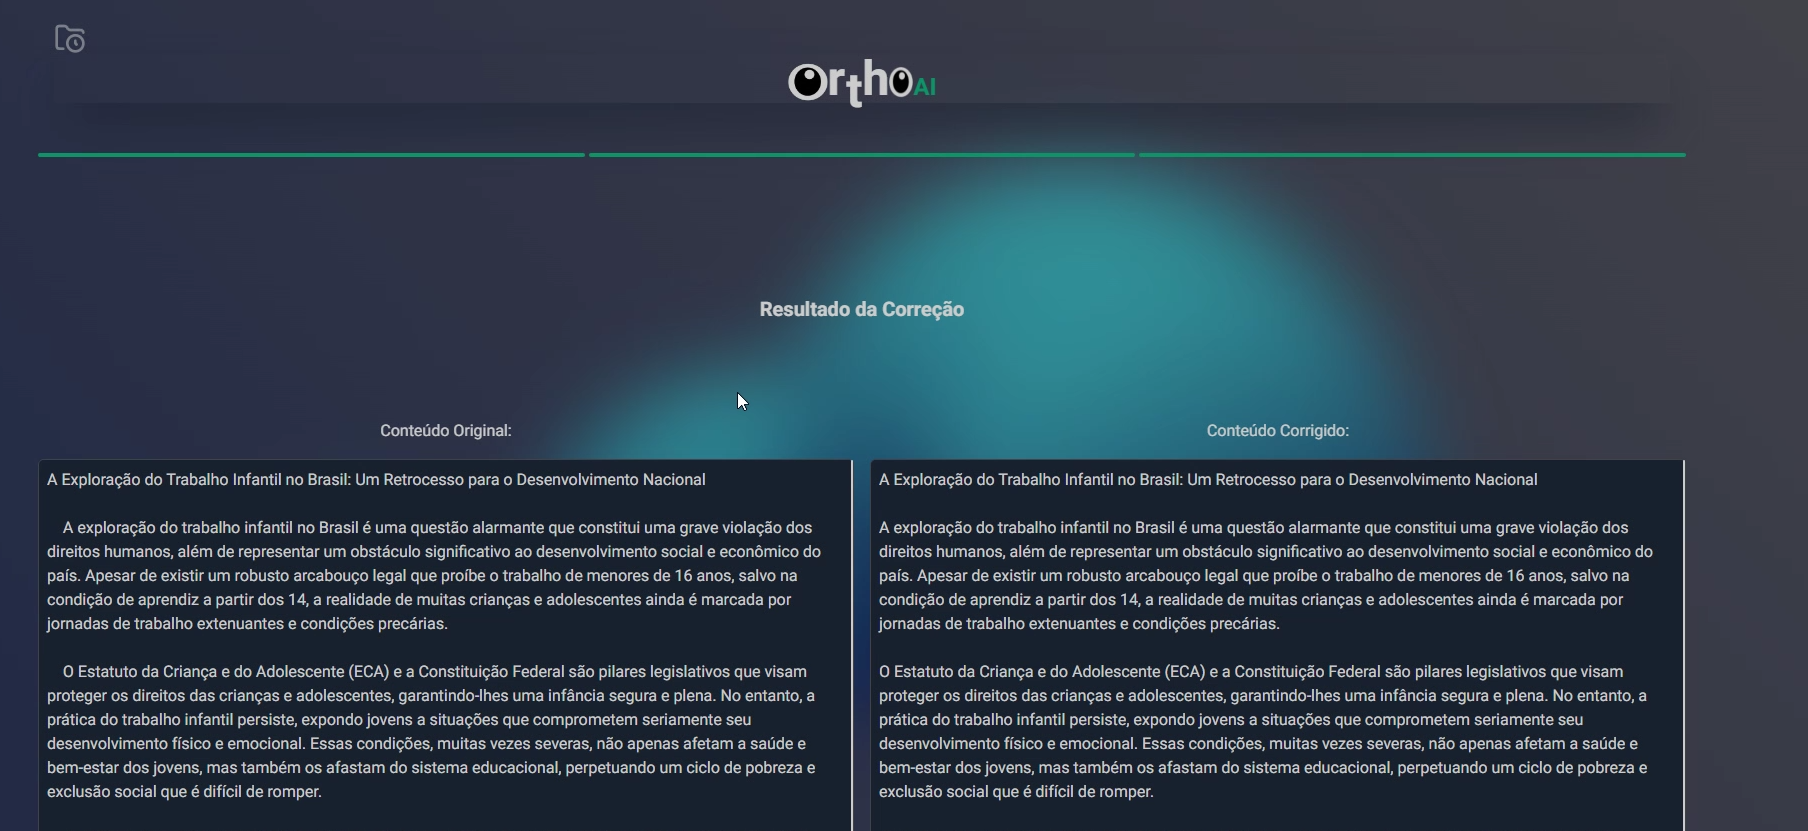 Ortho AI
Resultado da Correção
Conteúdo Original:
A Exploração do Trabalho Infantil no Brasil: Um Retrocesso para o Desenvolvimento Nacional
A exploração do trabalho infantil no Brasil é uma questão alarmante que constitui uma grave violação dos
direitos humanos, além de representar um obstáculo significativo ao desenvolvimento social e econômico do
país. Apesar de existir um robusto arcabouço legal que proíbe o trabalho de menores de 16 anos, salvo na
condição de aprendiz a partir dos 14, a realidade de muitas crianças e adolescentes ainda é marcada por
jornadas de trabalho extenuantes e condições precárias.
O Estatuto da Criança e do Adolescente (ECA) e a Constituição Federal são pilares legislativos que visam
proteger os direitos das crianças e adolescentes, garantindo-lhes uma infância segura e plena. No entanto, a
prática do trabalho infantil persiste, expondo jovens a situações que comprometem seriamente seu
desenvolvimento físico e emocional. Essas condições, muitas vezes severas, não apenas afetam a saúde e
bem-estar dos jovens, mas também os afastam do sistema educacional, perpetuando um ciclo de pobreza e
exclusão social que é difícil de romper.
Conteúdo Corrigido:
A Exploração do Trabalho Infantil no Brasil: Um Retrocesso para o Desenvolvimento Nacional
A exploração do trabalho infantil no Brasil é uma questão alarmante que constitui uma grave violação dos
direitos humanos, além de representar um obstáculo significativo ao desenvolvimento social e econômico do
país. Apesar de existir um robusto arcabouço legal que proíbe o trabalho de menores de 16 anos, salvo na
condição de aprendiz a partir dos 14, a realidade de muitas crianças e adolescentes ainda é marcada por
jornadas de trabalho extenuantes e condições precárias.
O Estatuto da Criança e do Adolescente (ECA) e a Constituição Federal são pilares legislativos que visam
proteger os direitos das crianças e adolescentes, garantindo-lhes uma infância segura e plena. No entanto, a
prática do trabalho infantil persiste, expondo jovens a situações que comprometem seriamente seu
desenvolvimento físico e emocional. Essas condições, muitas vezes severas, não apenas afetam a saúde e
bem-estar dos jovens, mas também os afastam do sistema educacional, perpetuando um ciclo de pobreza e
exclusão social que é difícil de romper.